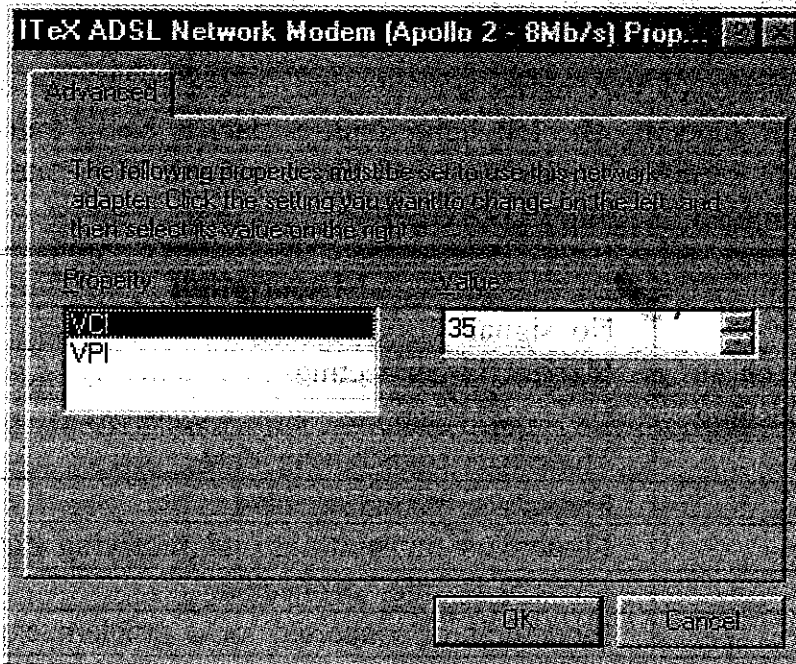 ITeX ADSL Network Modem (Apollo 2 - 8Mb/s) Prop...
Advanced
The following properties must be set to use this network
adapter. Click the setting you want to change on the left, and
then select its value on the right.
Property: Value:
VCI 35
VPI
OK Cancel